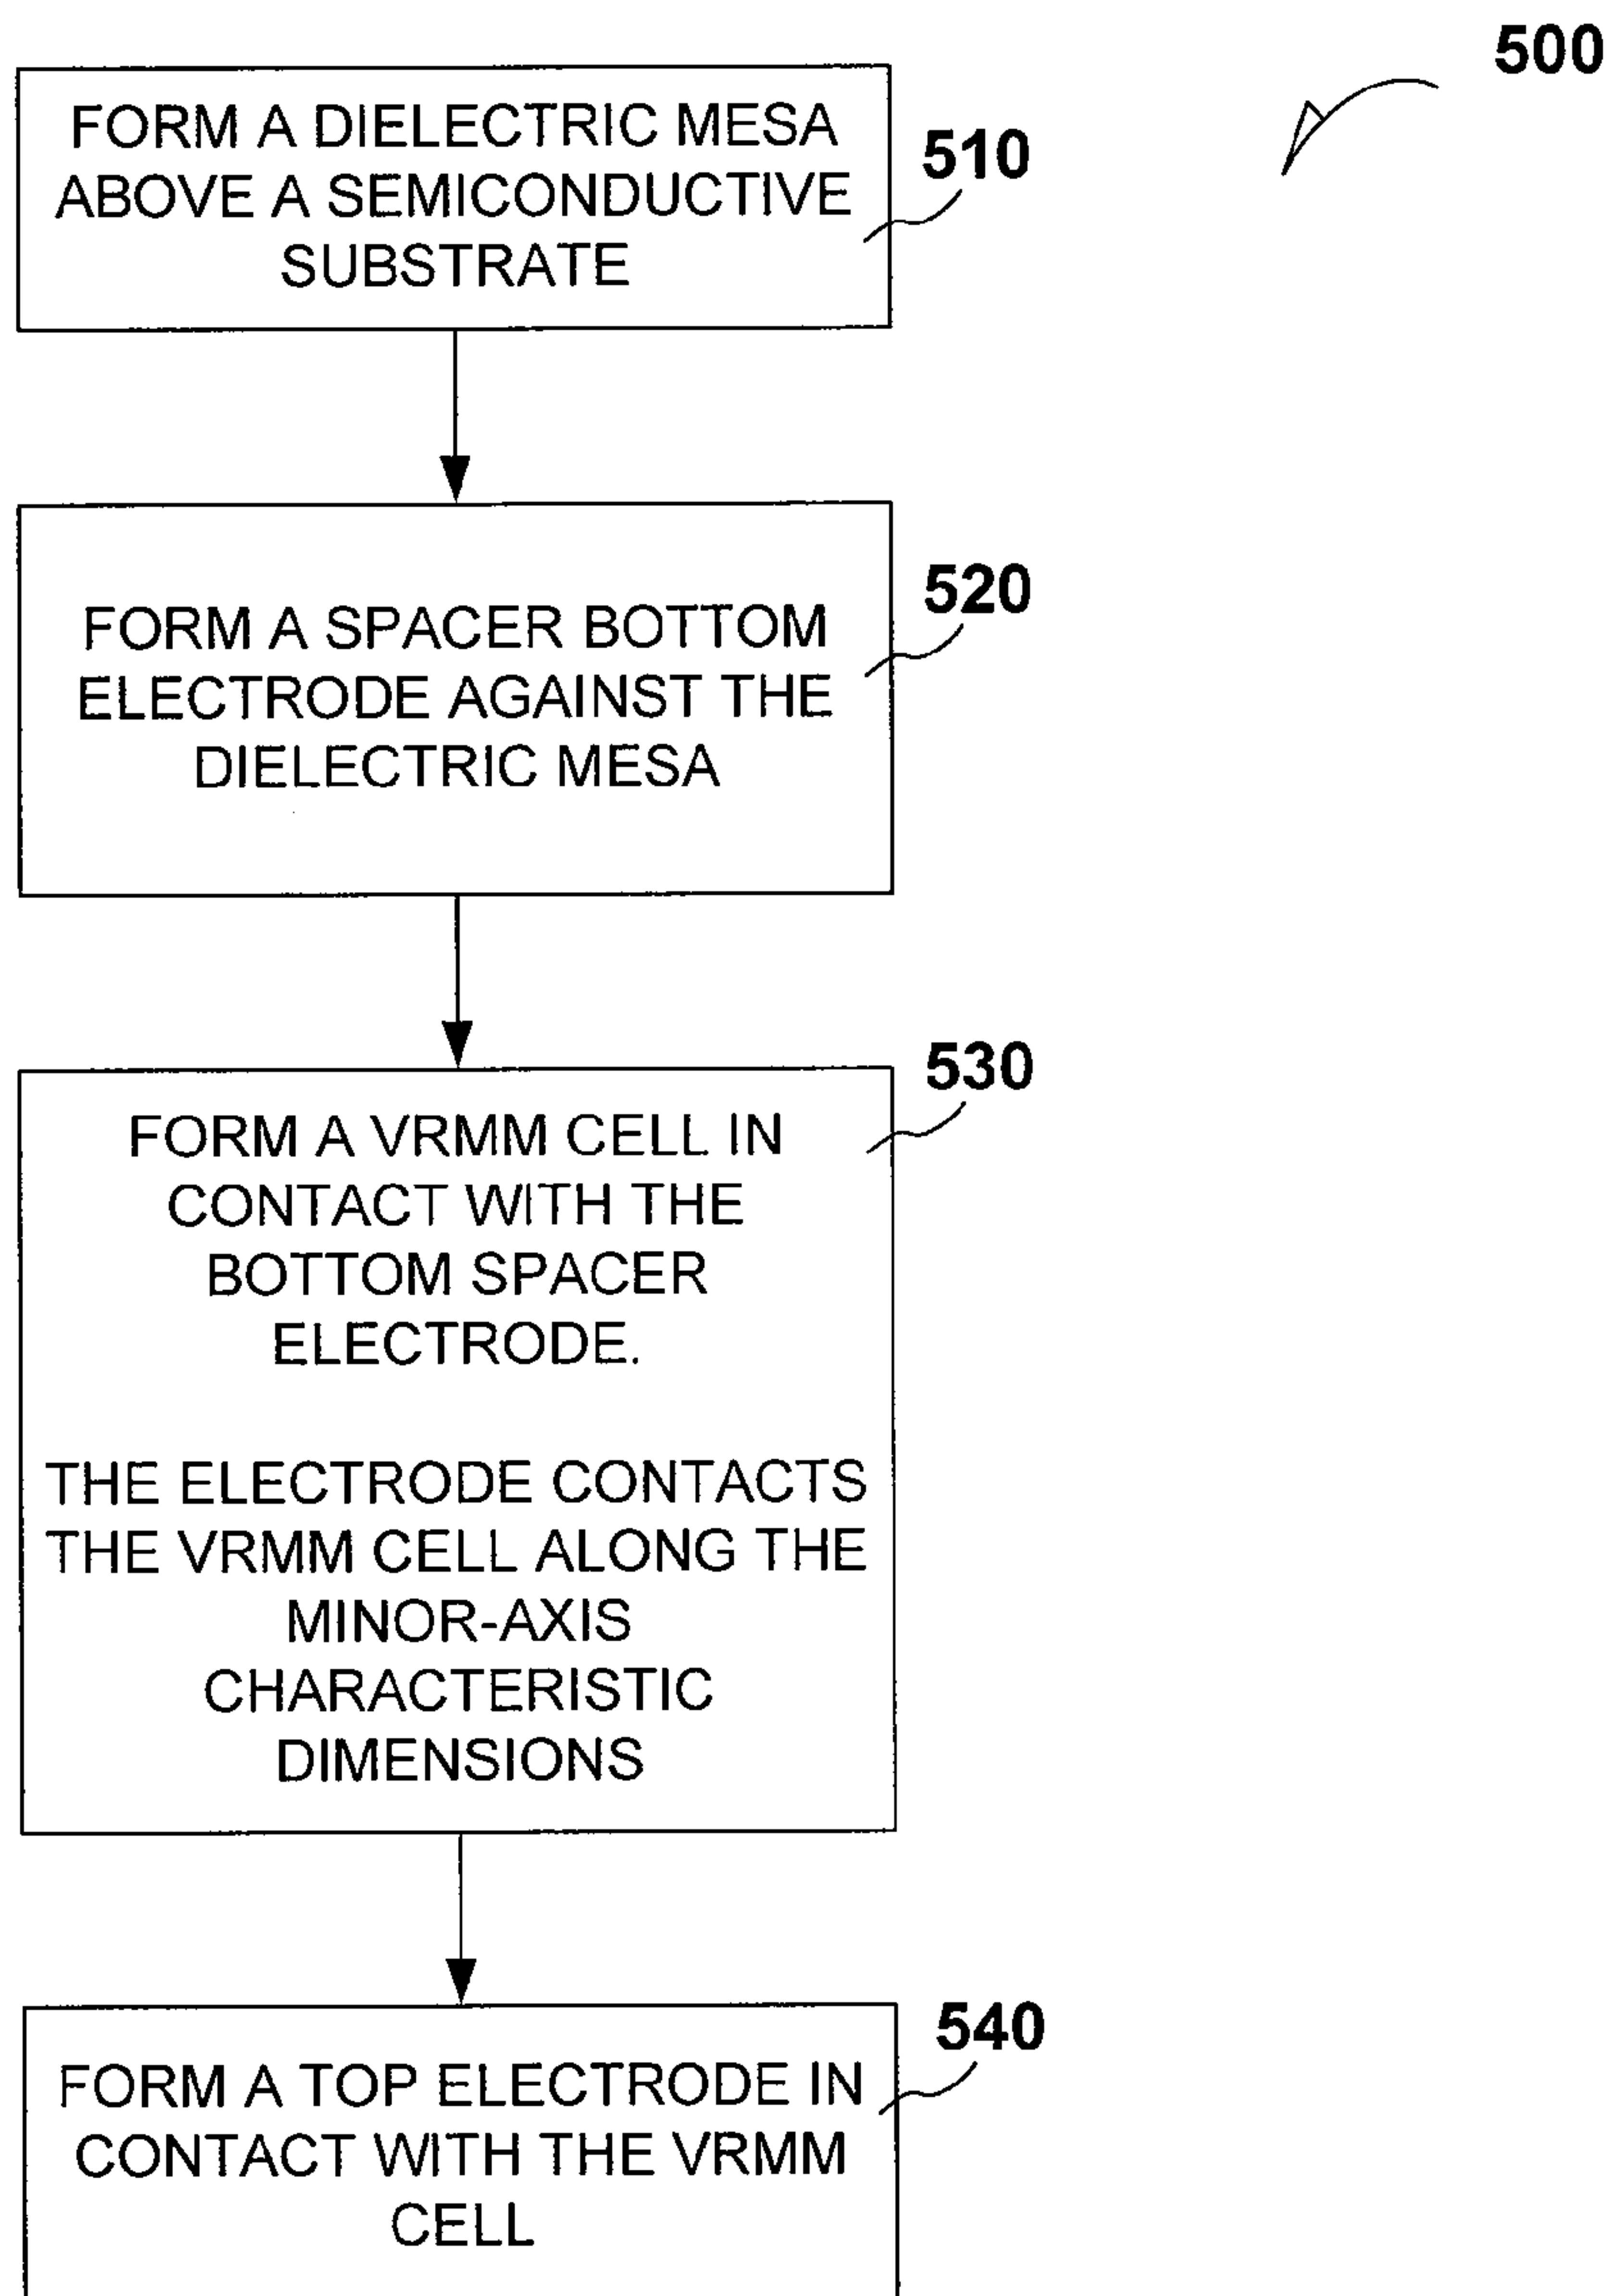 500
FORM A DIELECTRIC MESA
ABOVE A SEMICONDUCTIVE
SUBSTRATE
510
FORM A SPACER BOTTOM
ELECTRODE AGAINST THE
DIELECTRIC MESA
520
FORM A VRMM CELL IN
CONTACT WITH THE
BOTTOM SPACER
ELECTRODE.
THE ELECTRODE CONTACTS
THE VRMM CELL ALONG THE
MINOR-AXIS
CHARACTERISTIC
DIMENSIONS
530
FORM A TOP ELECTRODE IN
CONTACT WITH THE VRMM
CELL
540